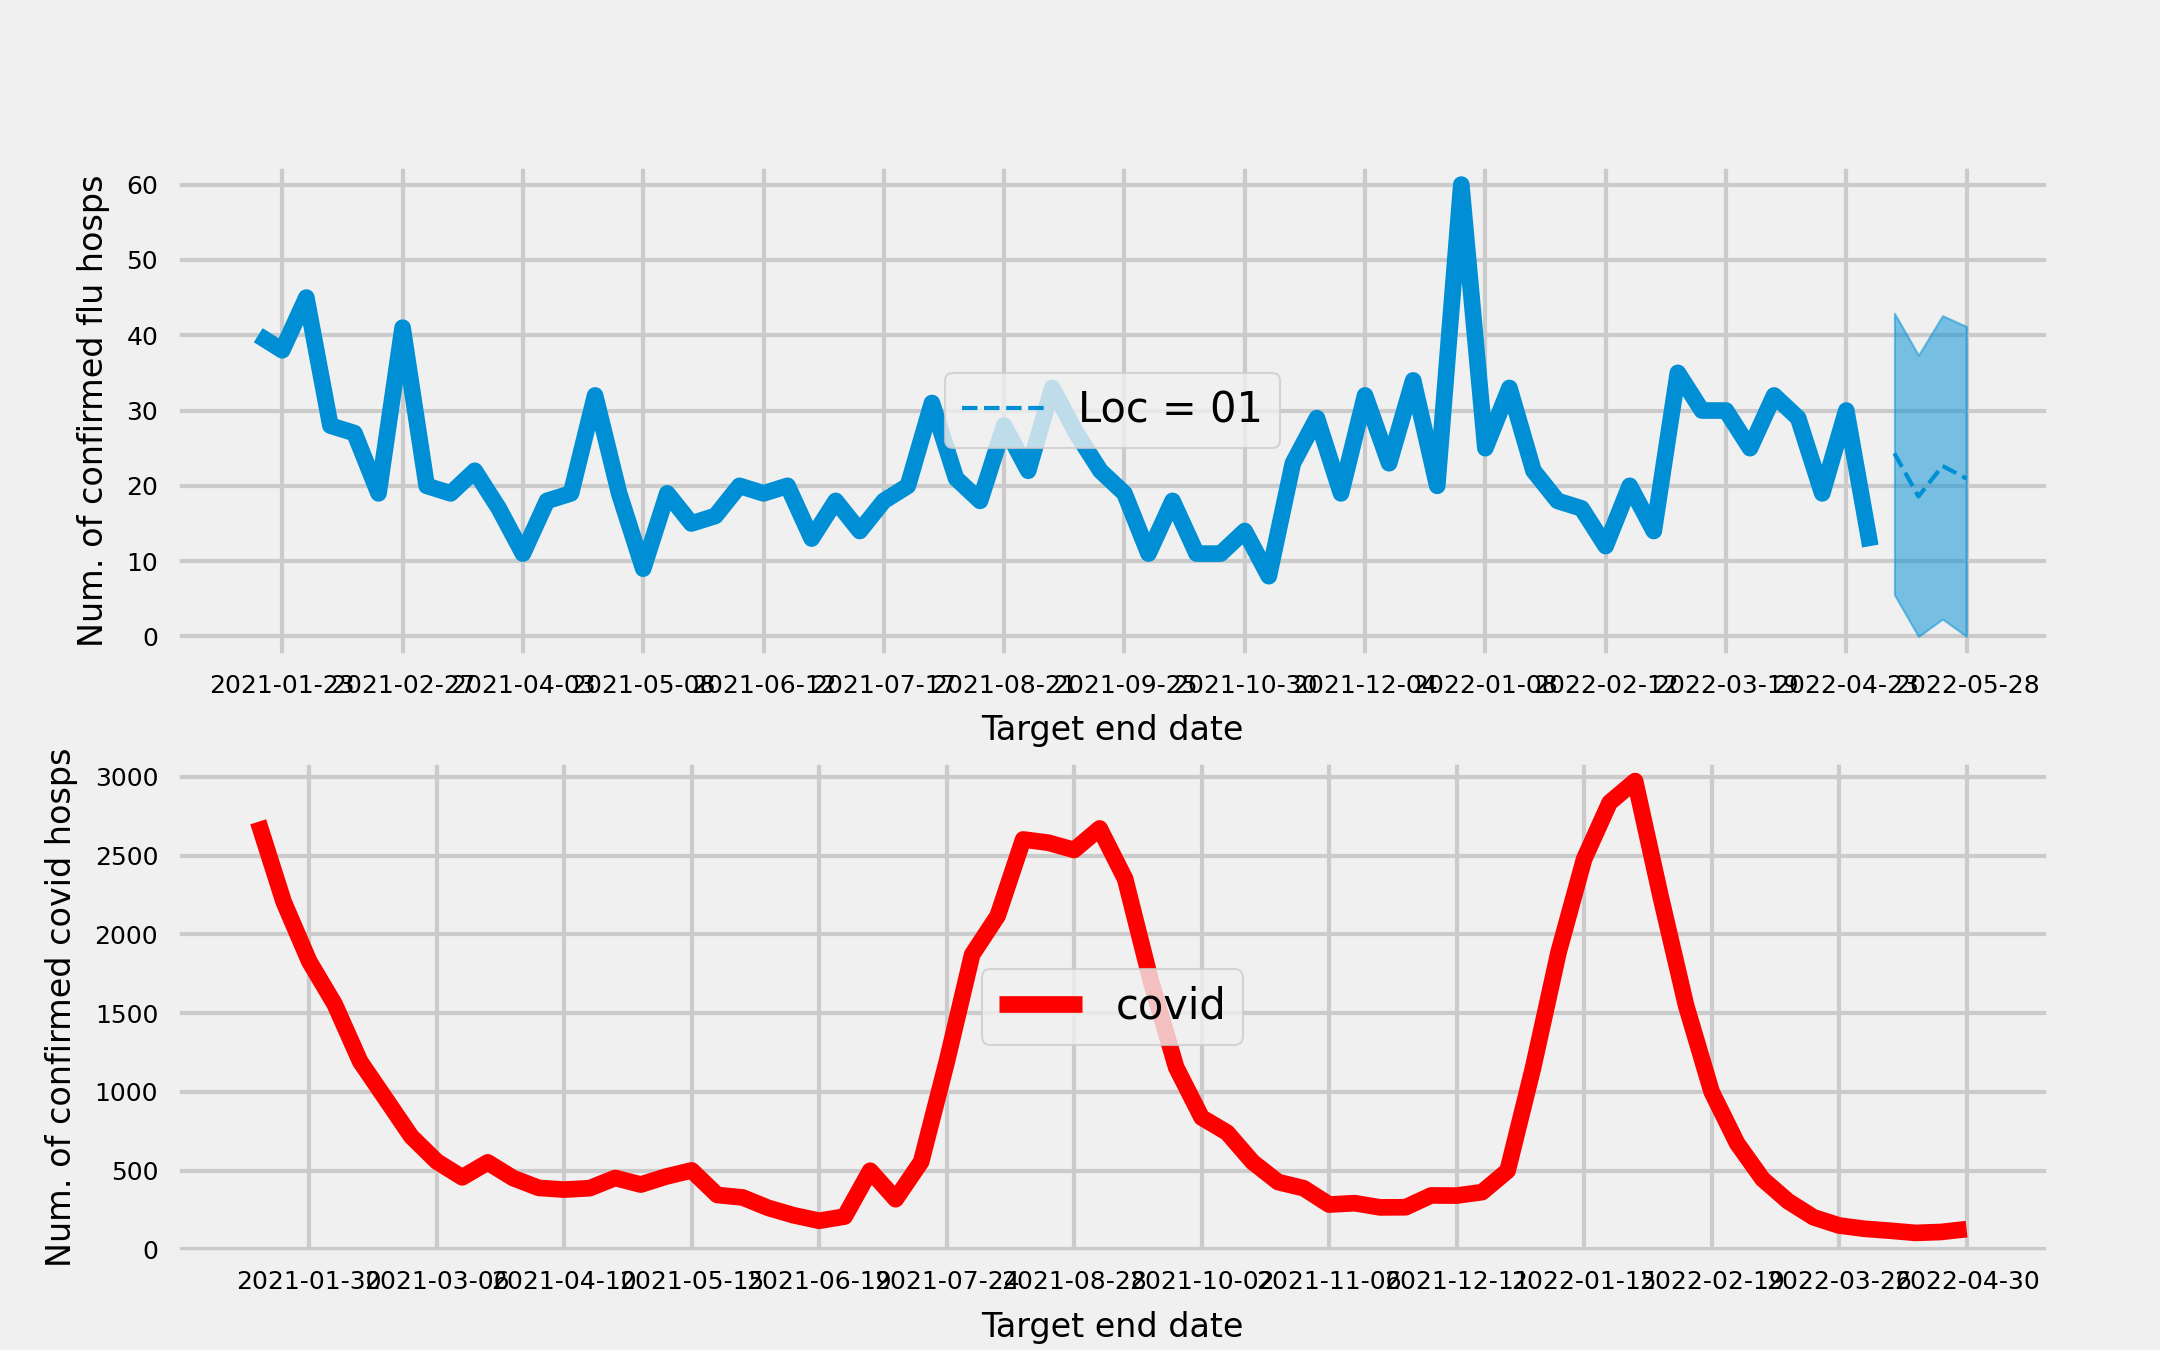 Num. of confirmed flu hosps
60
50
40
30
20
10
0
Loc = 01
2021-01-23 2021-02-27 2021-04-03 2021-05-08 2021-06-12 2021-07-17 2021-08-21 2021-09-25 2021-10-30 2021-12-04 2022-01-08 2022-02-12 2022-03-19 2022-04-23 2022-05-28
Target end date
Num. of confirmed covid hosps
3000
2500
2000
1500
1000
500
0
covid
2021-01-30 2021-03-06 2021-04-10 2021-05-15 2021-06-19 2021-07-24 2021-08-28 2021-10-02 2021-11-06 2021-12-11 2022-01-15 2022-02-19 2022-03-26 2022-04-30
Target end date